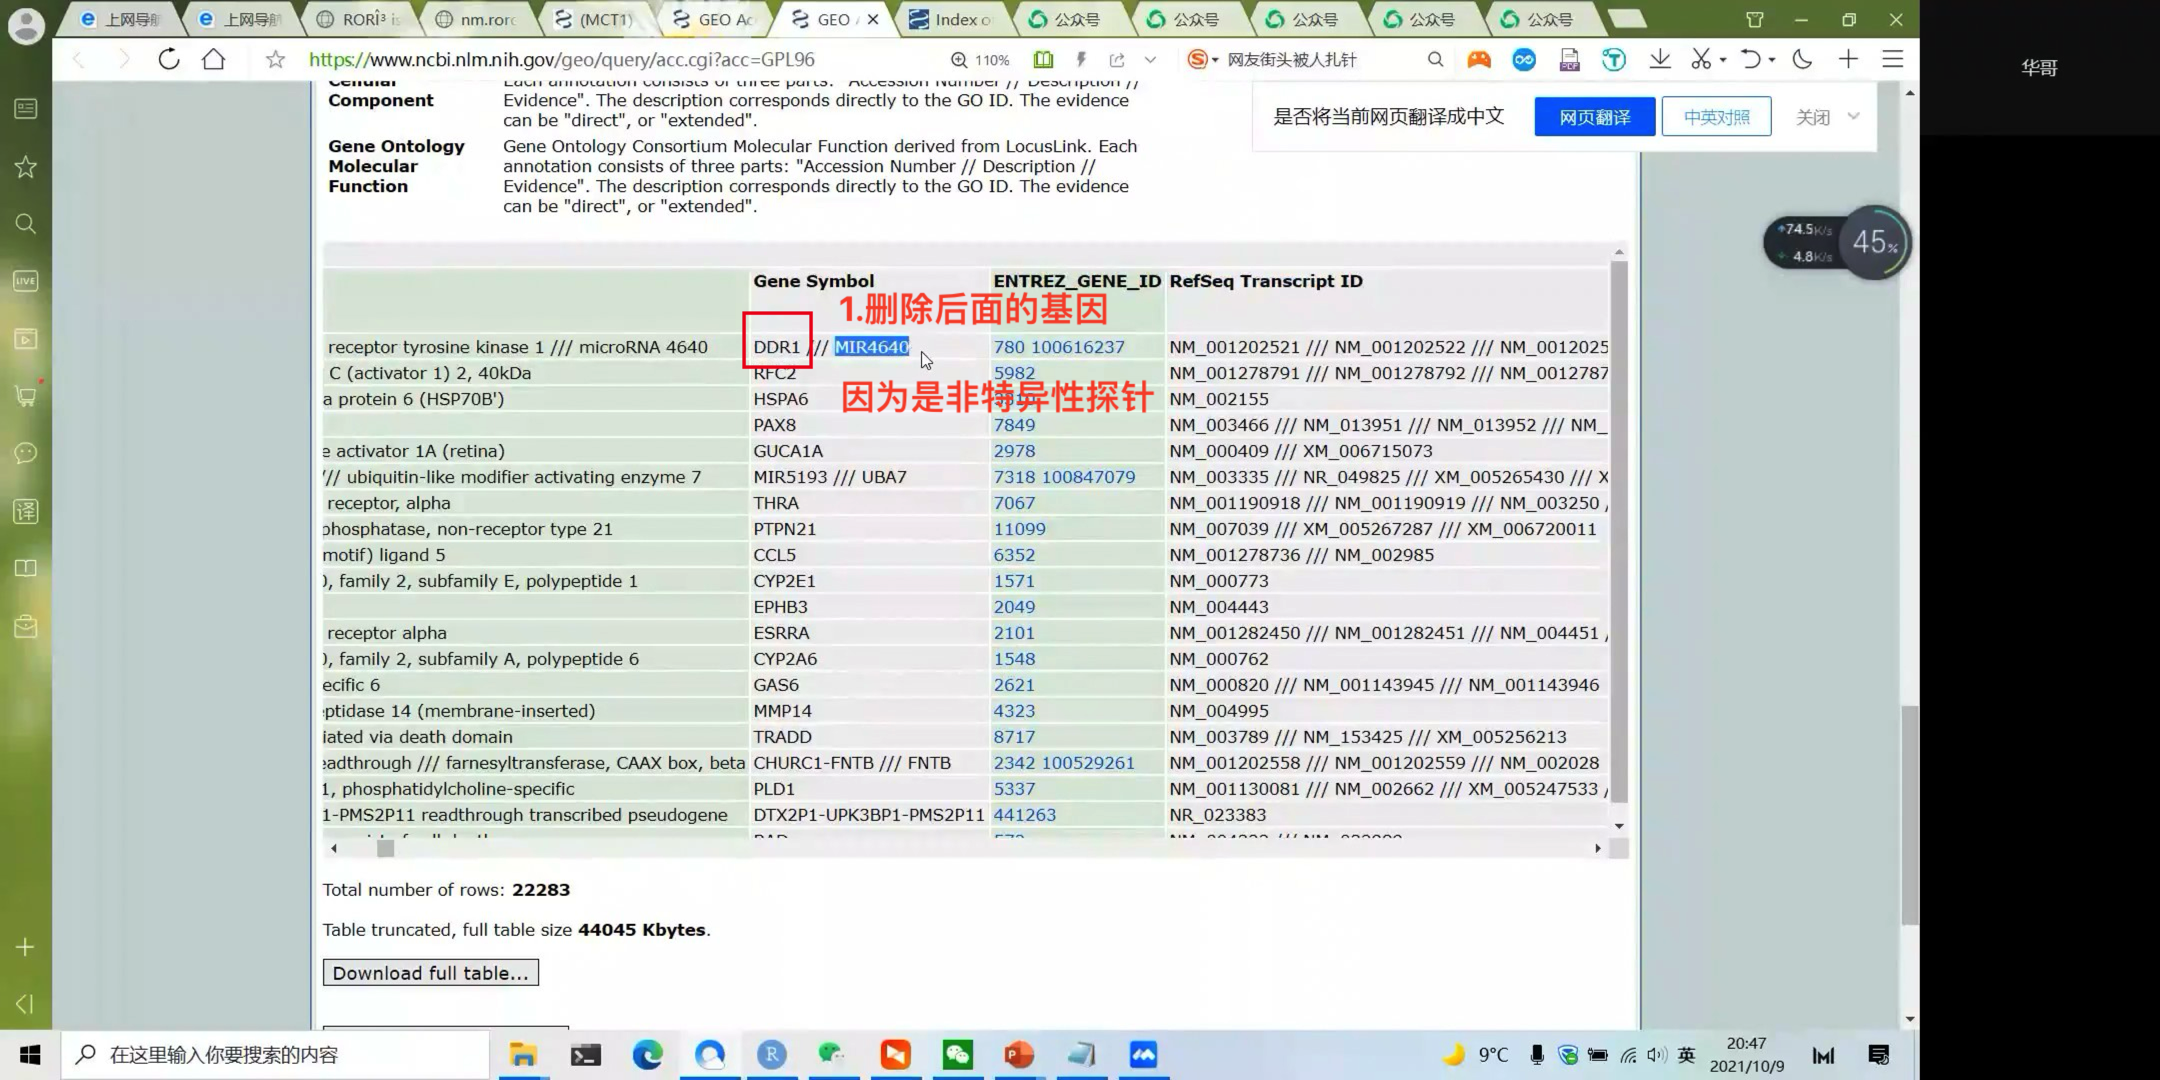 上网导航
上网导航
RORÎ³ is
nm.rorc
(MCT1)
GEO Ac
GEO
Index o
公众号
公众号
公众号
公众号
公众号
https://www.ncbi.nlm.nih.gov/geo/query/acc.cgi?acc=GPL96
110%
网友街头被人扎针
华哥
Cellular Each annotation consists of three parts: "Accession Number // Description //
Component Evidence". The description corresponds directly to the GO ID. The evidence
can be "direct", or "extended".
Gene Ontology Gene Ontology Consortium Molecular Function derived from LocusLink. Each
Molecular annotation consists of three parts: "Accession Number // Description //
Function Evidence". The description corresponds directly to the GO ID. The evidence
can be "direct", or "extended".
是否将当前网页翻译成中文 网页翻译 中英对照 关闭
74.5K/s
4.8K/s
45%
Gene Symbol ENTREZ_GENE_ID RefSeq Transcript ID
1.删除后面的基因
receptor tyrosine kinase 1 /// microRNA 4640 DDR1 /// MIR4640 780 100616237 NM_001202521 /// NM_001202522 /// NM_0012025
C (activator 1) 2, 40kDa RFC2 5982 NM_001278791 /// NM_001278792 /// NM_0012787
因为是非特异性探针
a protein 6 (HSP70B') HSPA6 NM_002155
PAX8 7849 NM_003466 /// NM_013951 /// NM_013952 /// NM_
e activator 1A (retina) GUCA1A 2978 NM_000409 /// XM_006715073
/// ubiquitin-like modifier activating enzyme 7 MIR5193 /// UBA7 7318 100847079 NM_003335 /// NR_049825 /// XM_005265430 /// X
receptor, alpha THRA 7067 NM_001190918 /// NM_001190919 /// NM_003250 /
phosphatase, non-receptor type 21 PTPN21 11099 NM_007039 /// XM_005267287 /// XM_006720011
motif) ligand 5 CCL5 6352 NM_001278736 /// NM_002985
), family 2, subfamily E, polypeptide 1 CYP2E1 1571 NM_000773
EPHB3 2049 NM_004443
receptor alpha ESRRA 2101 NM_001282450 /// NM_001282451 /// NM_004451 /
), family 2, subfamily A, polypeptide 6 CYP2A6 1548 NM_000762
ecific 6 GAS6 2621 NM_000820 /// NM_001143945 /// NM_001143946
eptidase 14 (membrane-inserted) MMP14 4323 NM_004995
iated via death domain TRADD 8717 NM_003789 /// NM_153425 /// XM_005256213
eadthrough /// farnesyltransferase, CAAX box, beta CHURC1-FNTB /// FNTB 2342 100529261 NM_001202558 /// NM_001202559 /// NM_002028
1, phosphatidylcholine-specific PLD1 5337 NM_001130081 /// NM_002662 /// XM_005247533 /
1-PMS2P11 readthrough transcribed pseudogene DTX2P1-UPK3BP1-PMS2P11 441263 NR_023383
Total number of rows: 22283
Table truncated, full table size 44045 Kbytes.
Download full table...
LIVE
译
在这里输入你要搜索的内容
9°C
英
20:47
2021/10/9